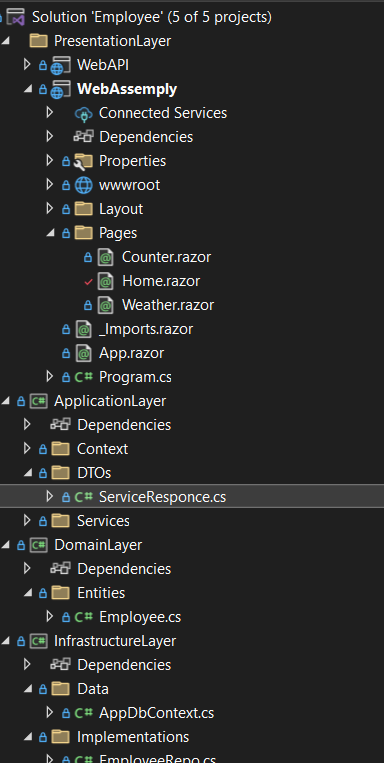 Solution 'Employee' (5 of 5 projects)
PresentationLayer
WebAPI
WebAssemply
Connected Services
Dependencies
Properties
wwwroot
Layout
Pages
Counter.razor
Home.razor
Weather.razor
_Imports.razor
App.razor
C# Program.cs
C# ApplicationLayer
Dependencies
Context
DTOs
C# ServiceResponce.cs
Services
C# DomainLayer
Dependencies
Entities
C# Employee.cs
C# InfrastructureLayer
Dependencies
Data
C# AppDbContext.cs
Implementations
C# EmployeeRepo.cs